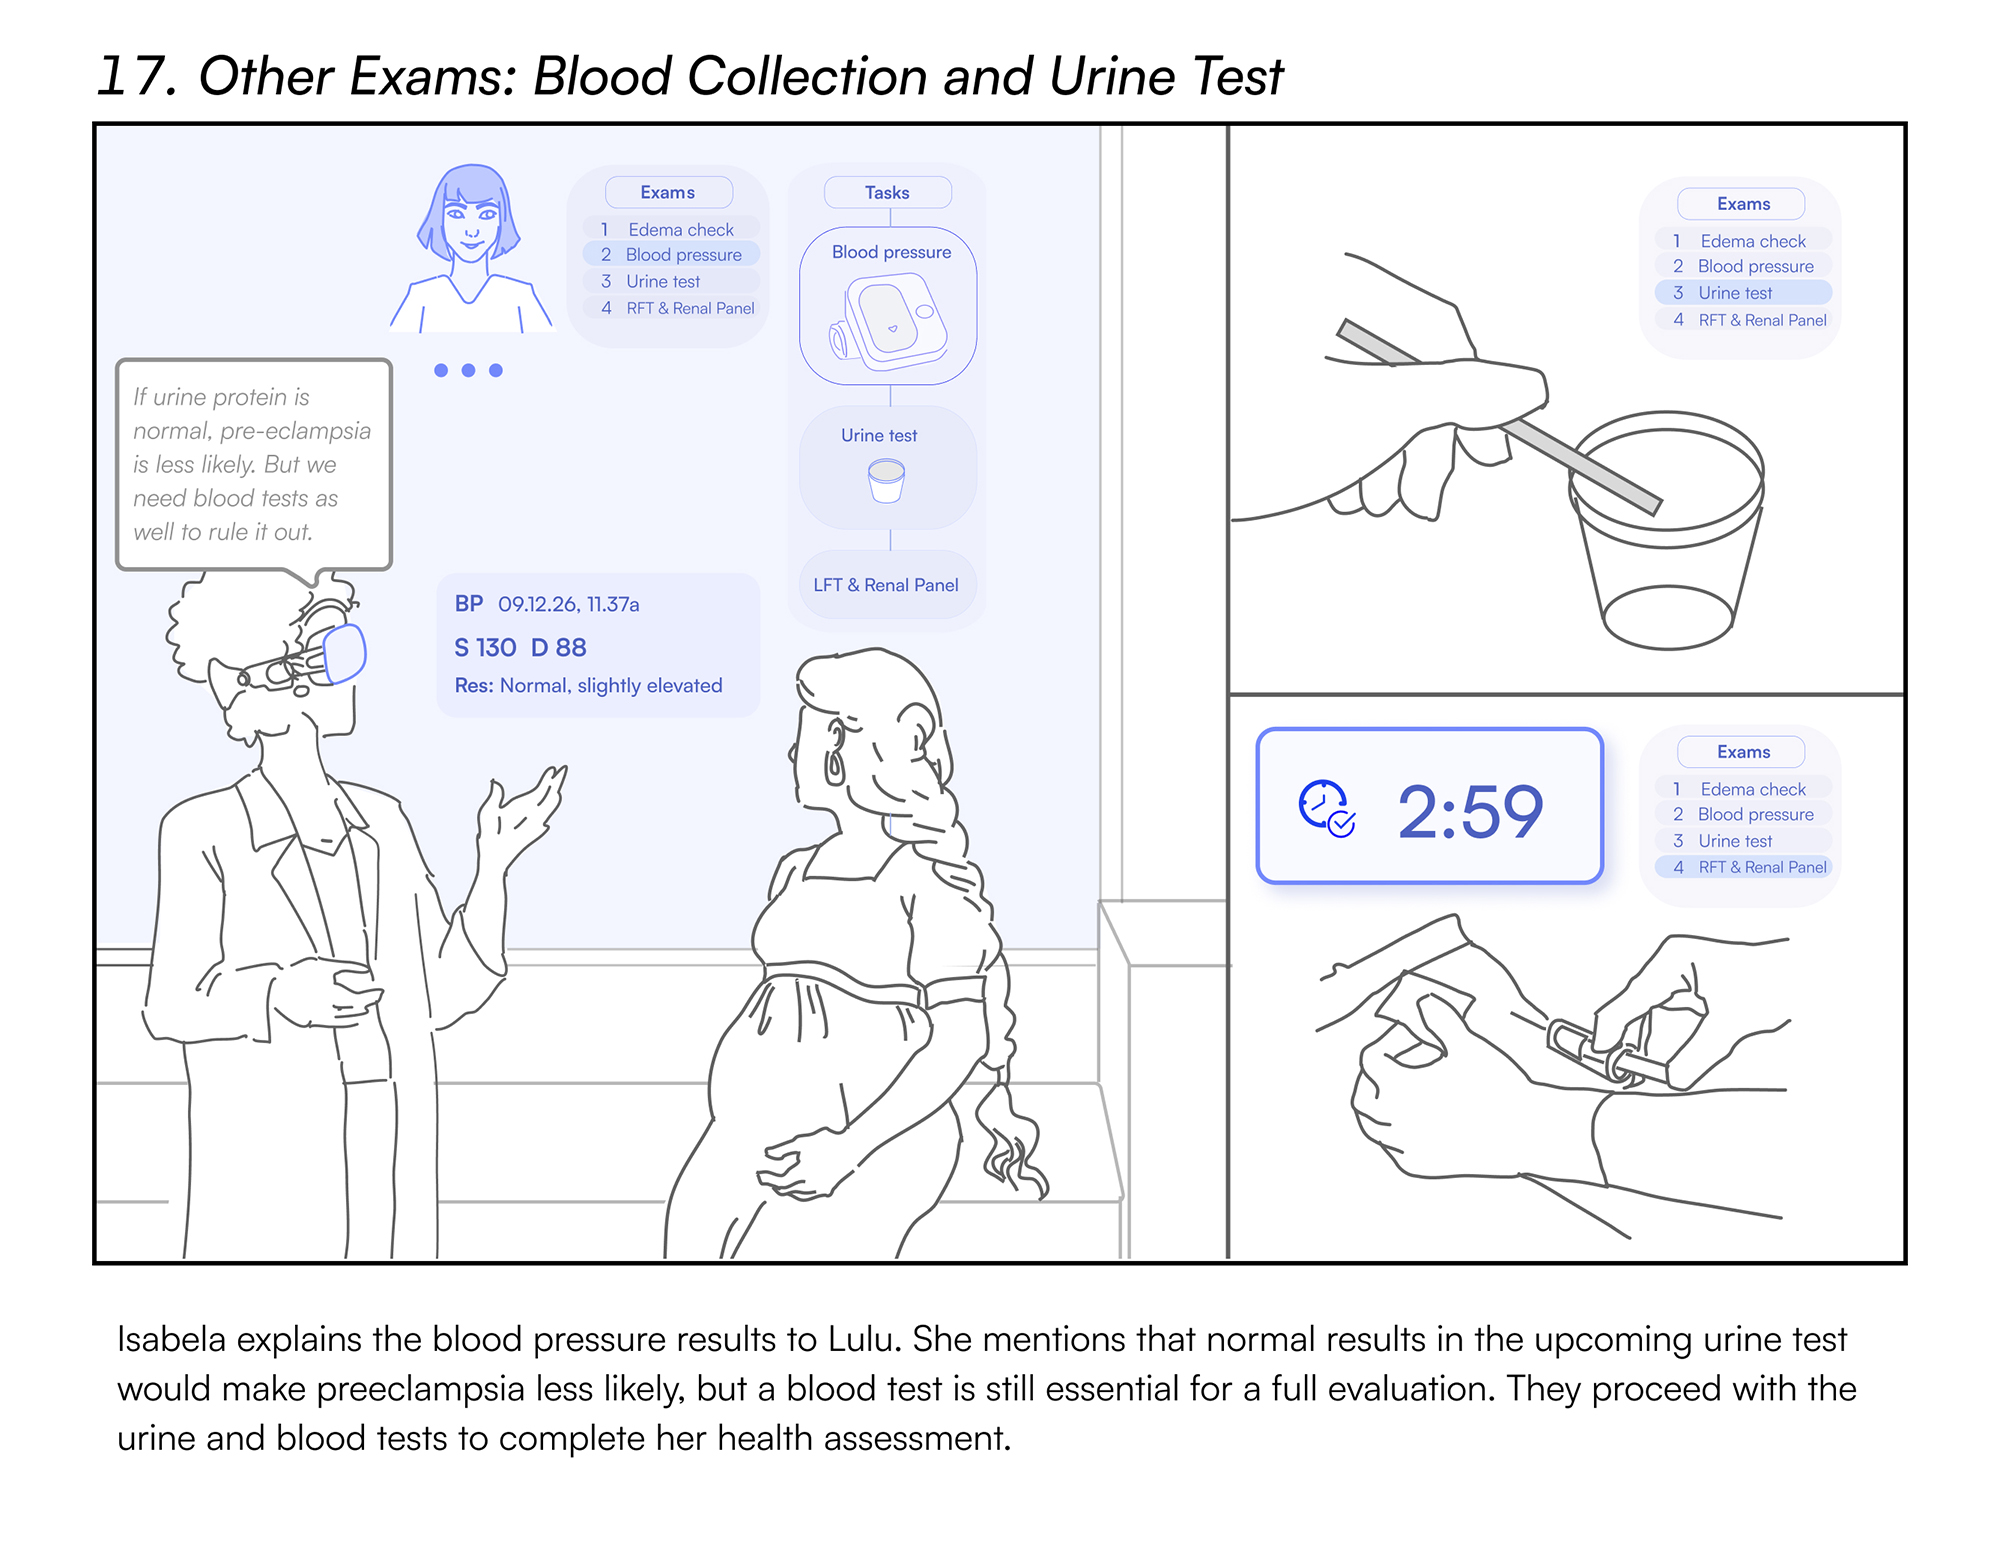 17. Other Exams: Blood Collection and Urine Test
Exams
1 Edema check
2 Blood pressure
3 Urine test
4 RFT & Renal Panel
Tasks
Blood pressure
Urine test
LFT & Renal Panel
If urine protein is
normal, pre-eclampsia
is less likely. But we
need blood tests as
well to rule it out.
BP 09.12.26, 11.37a
S 130 D 88
Res: Normal, slightly elevated
Exams
1 Edema check
2 Blood pressure
3 Urine test
4 RFT & Renal Panel
2:59
Exams
1 Edema check
2 Blood pressure
3 Urine test
4 RFT & Renal Panel
Isabela explains the blood pressure results to Lulu. She mentions that normal results in the upcoming urine test
would make preeclampsia less likely, but a blood test is still essential for a full evaluation. They proceed with the
urine and blood tests to complete her health assessment.